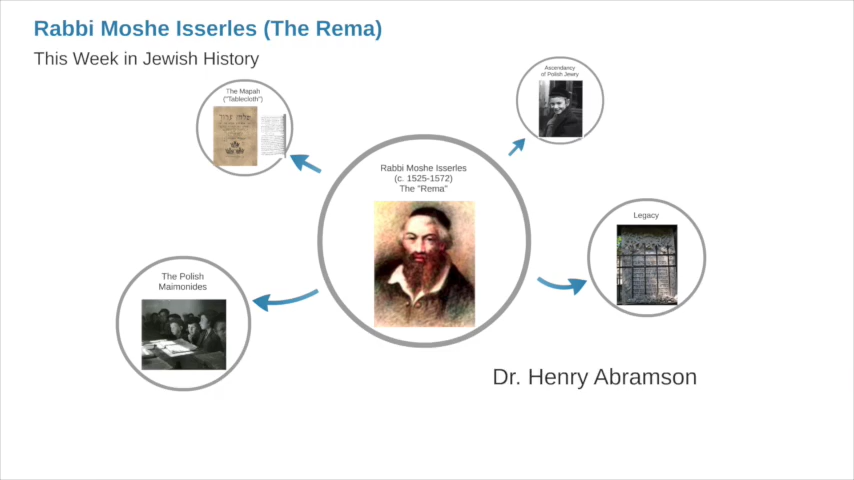 Rabbi Moshe Isserles (The Rema)
This Week in Jewish History
The Mapah
("Tablecloth")
Ascendancy
of Polish Jewry
Rabbi Moshe Isserles
(c. 1525-1572)
The "Rema"
Legacy
The Polish
Maimonides
Dr. Henry Abramson